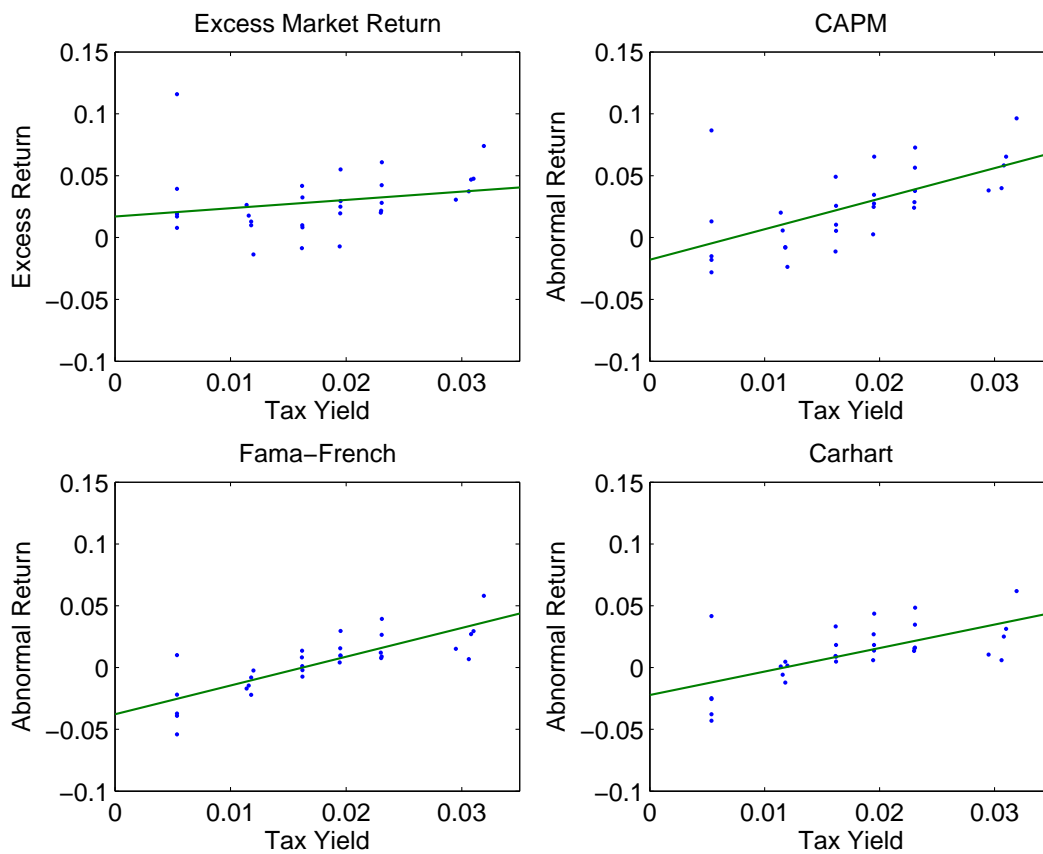 Excess Market Return
0.15
0.1
0.05
0
−0.05
−0.1
Excess Return
0 0.01 0.02 0.03
Tax Yield
CAPM
0.15
0.1
0.05
0
−0.05
−0.1
Abnormal Return
0 0.01 0.02 0.03
Tax Yield
Fama−French
0.15
0.1
0.05
0
−0.05
−0.1
Abnormal Return
0 0.01 0.02 0.03
Tax Yield
Carhart
0.15
0.1
0.05
0
−0.05
−0.1
Abnormal Return
0 0.01 0.02 0.03
Tax Yield